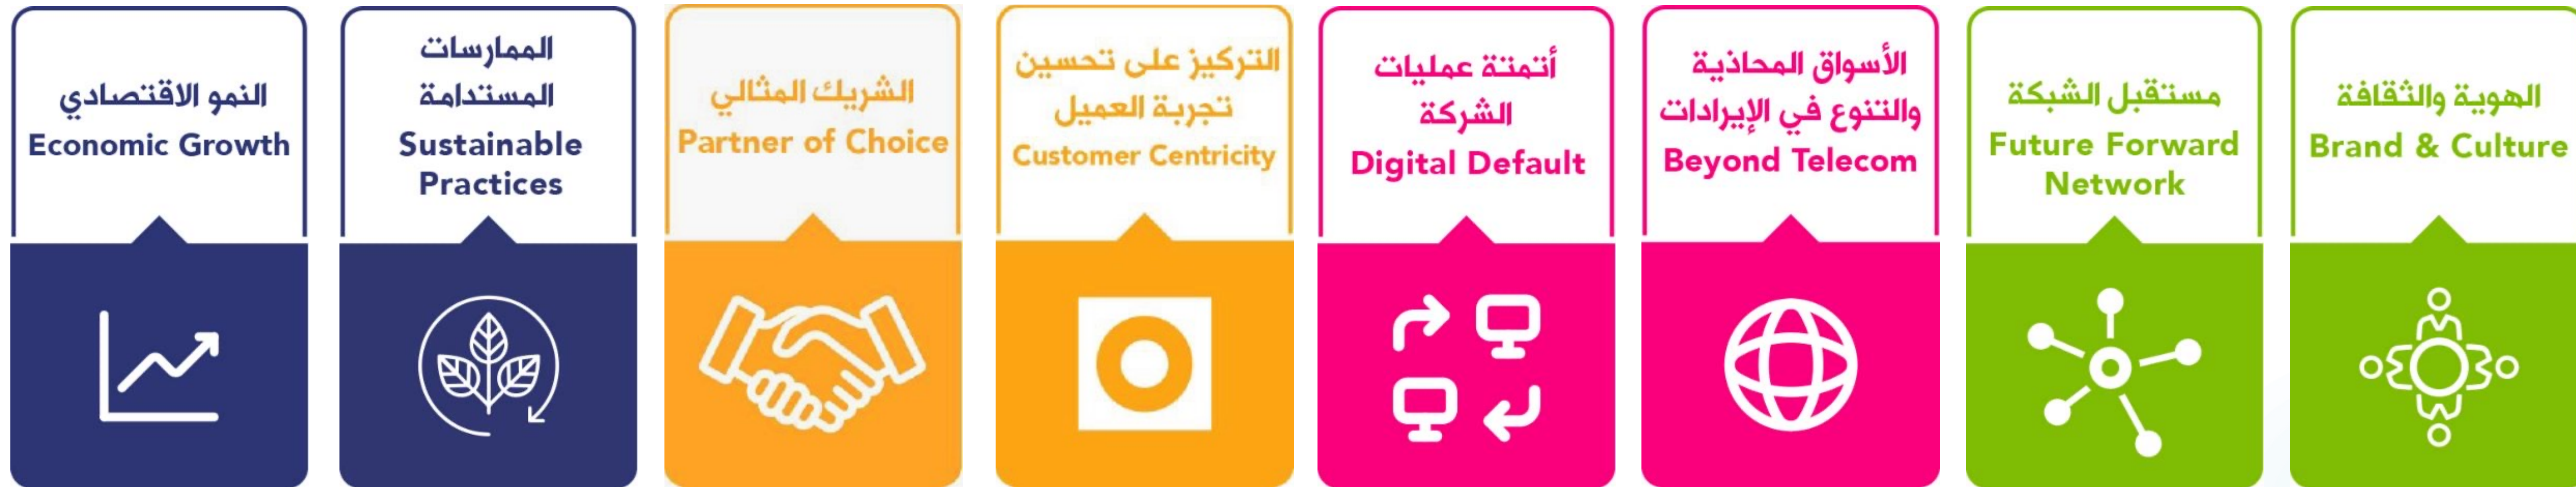 النمو الاقتصادي
Economic Growth
الممارسات
المستدامة
Sustainable
Practices
الشريك المثالي
Partner of Choice
التركيز على تحسين
تجربة العميل
Customer Centricity
أتمتة عمليات
الشركة
Digital Default
الأسواق المحاذية
والتنوع في الإيرادات
Beyond Telecom
مستقبل الشبكة
Future Forward
Network
الهوية والثقافة
Brand & Culture